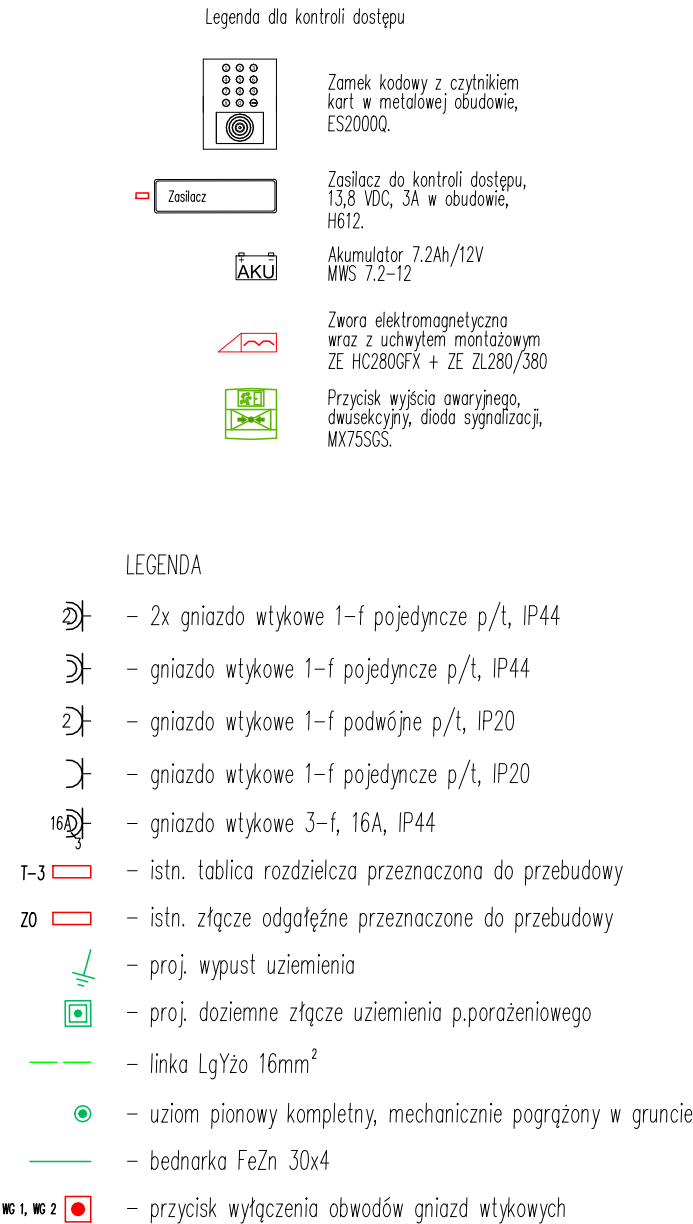 Legenda dla kontroli dostępu
Zamek kodowy z czytnikiem
kart w metalowej obudowie,
ES2000Q.
Zasilacz
Zasilacz do kontroli dostępu,
13,8 VDC, 3A w obudowie,
H612.
AKU
Akumulator 7.2Ah/12V
MWS 7.2-12
Zwora elektromagnetyczna
wraz z uchwytem montażowym
ZE HC280GFX + ZE ZL280/380
Przycisk wyjścia awaryjnego,
dwusekcyjny, dioda sygnalizacji,
MX75SGS.
LEGENDA
2 - 2x gniazdo wtykowe 1-f pojedyncze p/t, IP44
- gniazdo wtykowe 1-f pojedyncze p/t, IP44
2 - gniazdo wtykowe 1-f podwójne p/t, IP20
- gniazdo wtykowe 1-f pojedyncze p/t, IP20
16A - gniazdo wtykowe 3-f, 16A, IP44
3
T-3 - istn. tablica rozdzielcza przeznaczona do przebudowy
ZO - istn. złącze odgałęźne przeznaczone do przebudowy
- proj. wypust uziemienia
- proj. doziemne złącze uziemienia p.porażeniowego
- linka LgYżo 16mm²
- uziom pionowy kompletny, mechanicznie pogrążony w gruncie
- bednarka FeZn 30x4
WG 1, WG 2 - przycisk wyłączenia obwodów gniazd wtykowych